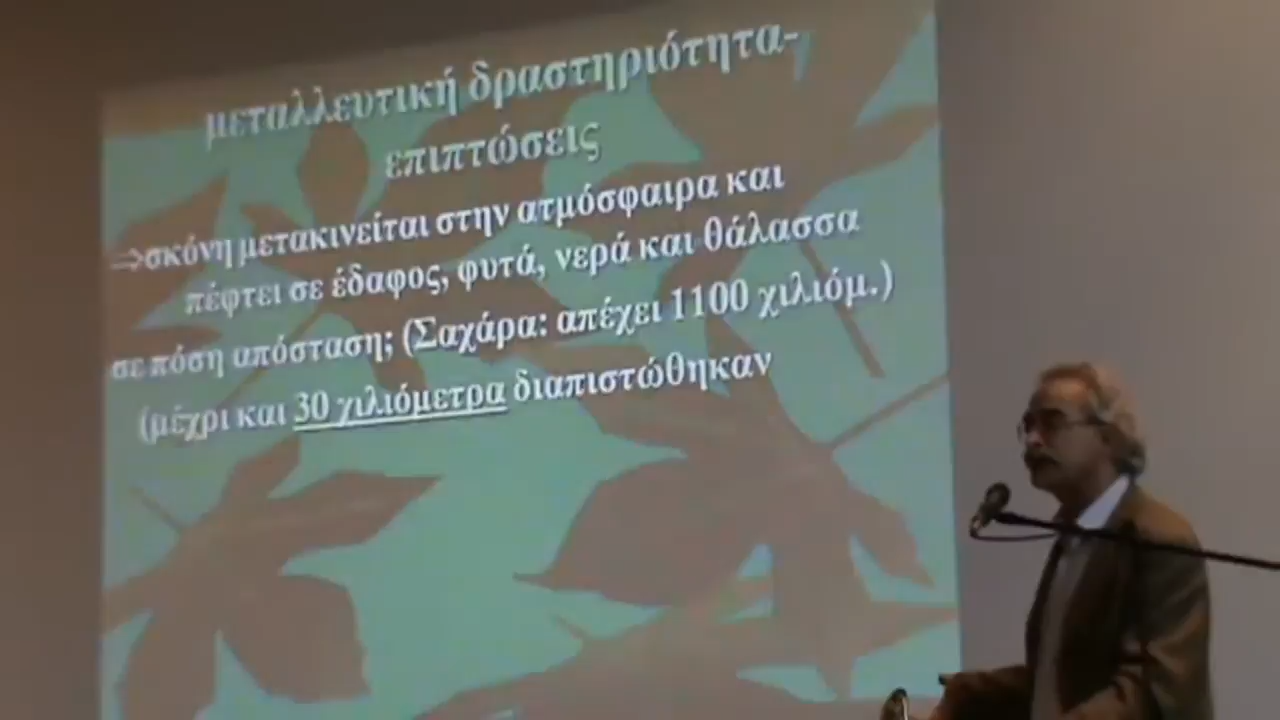 μεταλλευτική δραστηριότητα-
επιπτώσεις
⇒σκόνη μετακινείται στην ατμόσφαιρα και
πέφτει σε έδαφος, φυτά, νερά και θάλασσα
σε πόση απόσταση; (Σαχάρα: απέχει 1100 χιλιόμ.)
(μέχρι και 30 χιλιόμετρα διαπιστώθηκαν